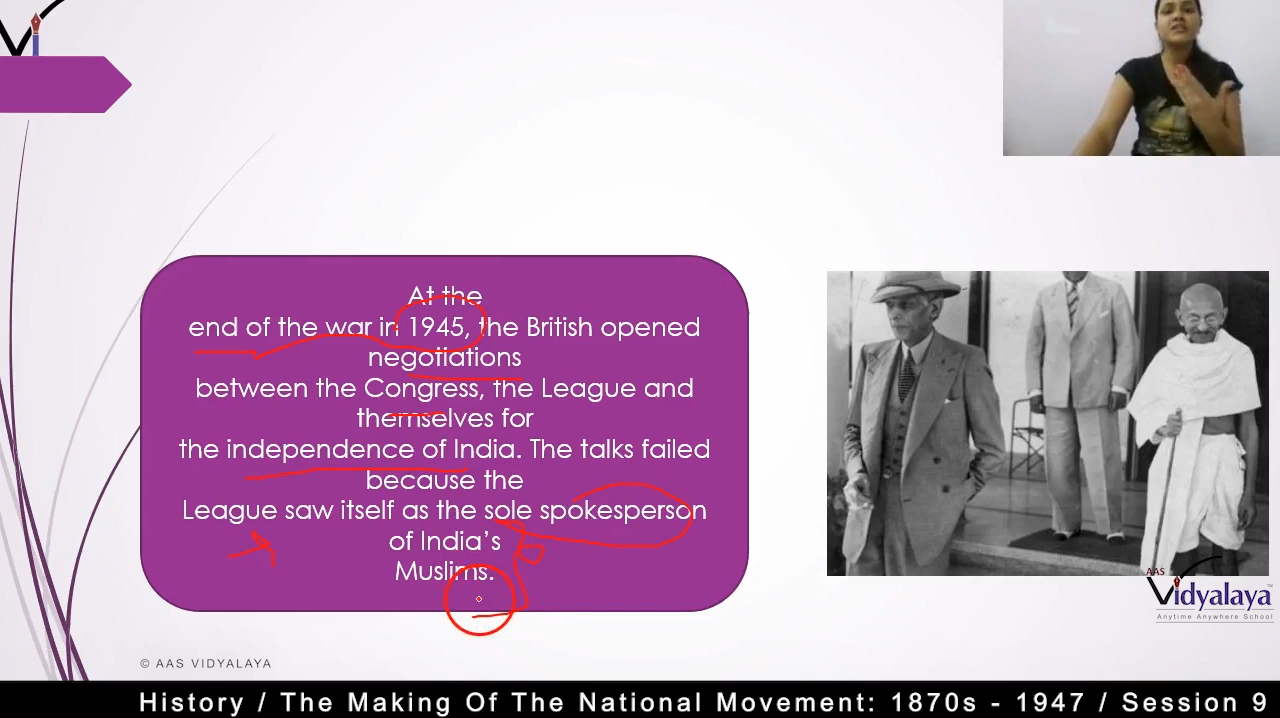 At the
end of the war in 1945, the British opened
negotiations
between the Congress, the League and
themselves for
the independence of India. The talks failed
because the
League saw itself as the sole spokesperson
of India's
Muslims.
AAS
Vidyalaya
Anytime Anywhere School
© AAS VIDYALAYA
History / The Making Of The National Movement: 1870s - 1947 / Session 9